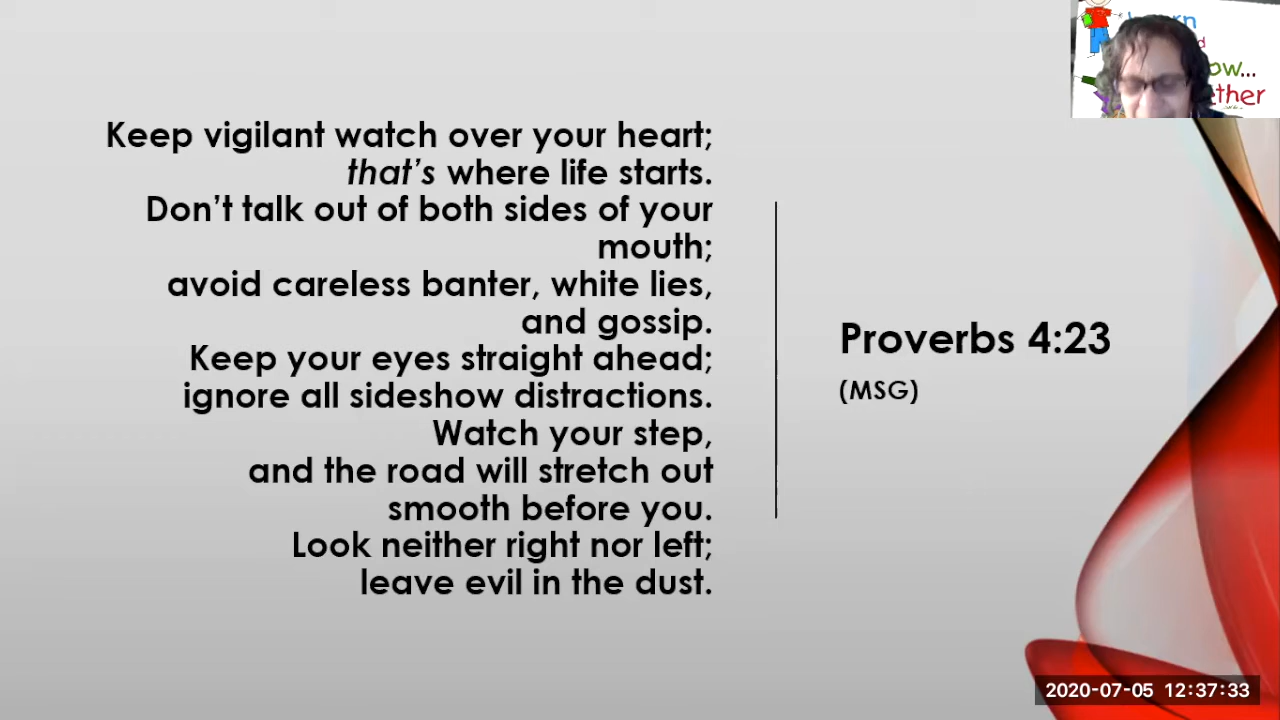 Keep vigilant watch over your heart;
that's where life starts.
Don't talk out of both sides of your
mouth;
avoid careless banter, white lies,
and gossip.
Keep your eyes straight ahead;
ignore all sideshow distractions.
Watch your step,
and the road will stretch out
smooth before you.
Look neither right nor left;
leave evil in the dust.
Proverbs 4:23
(MSG)
2020-07-05 12:37:33